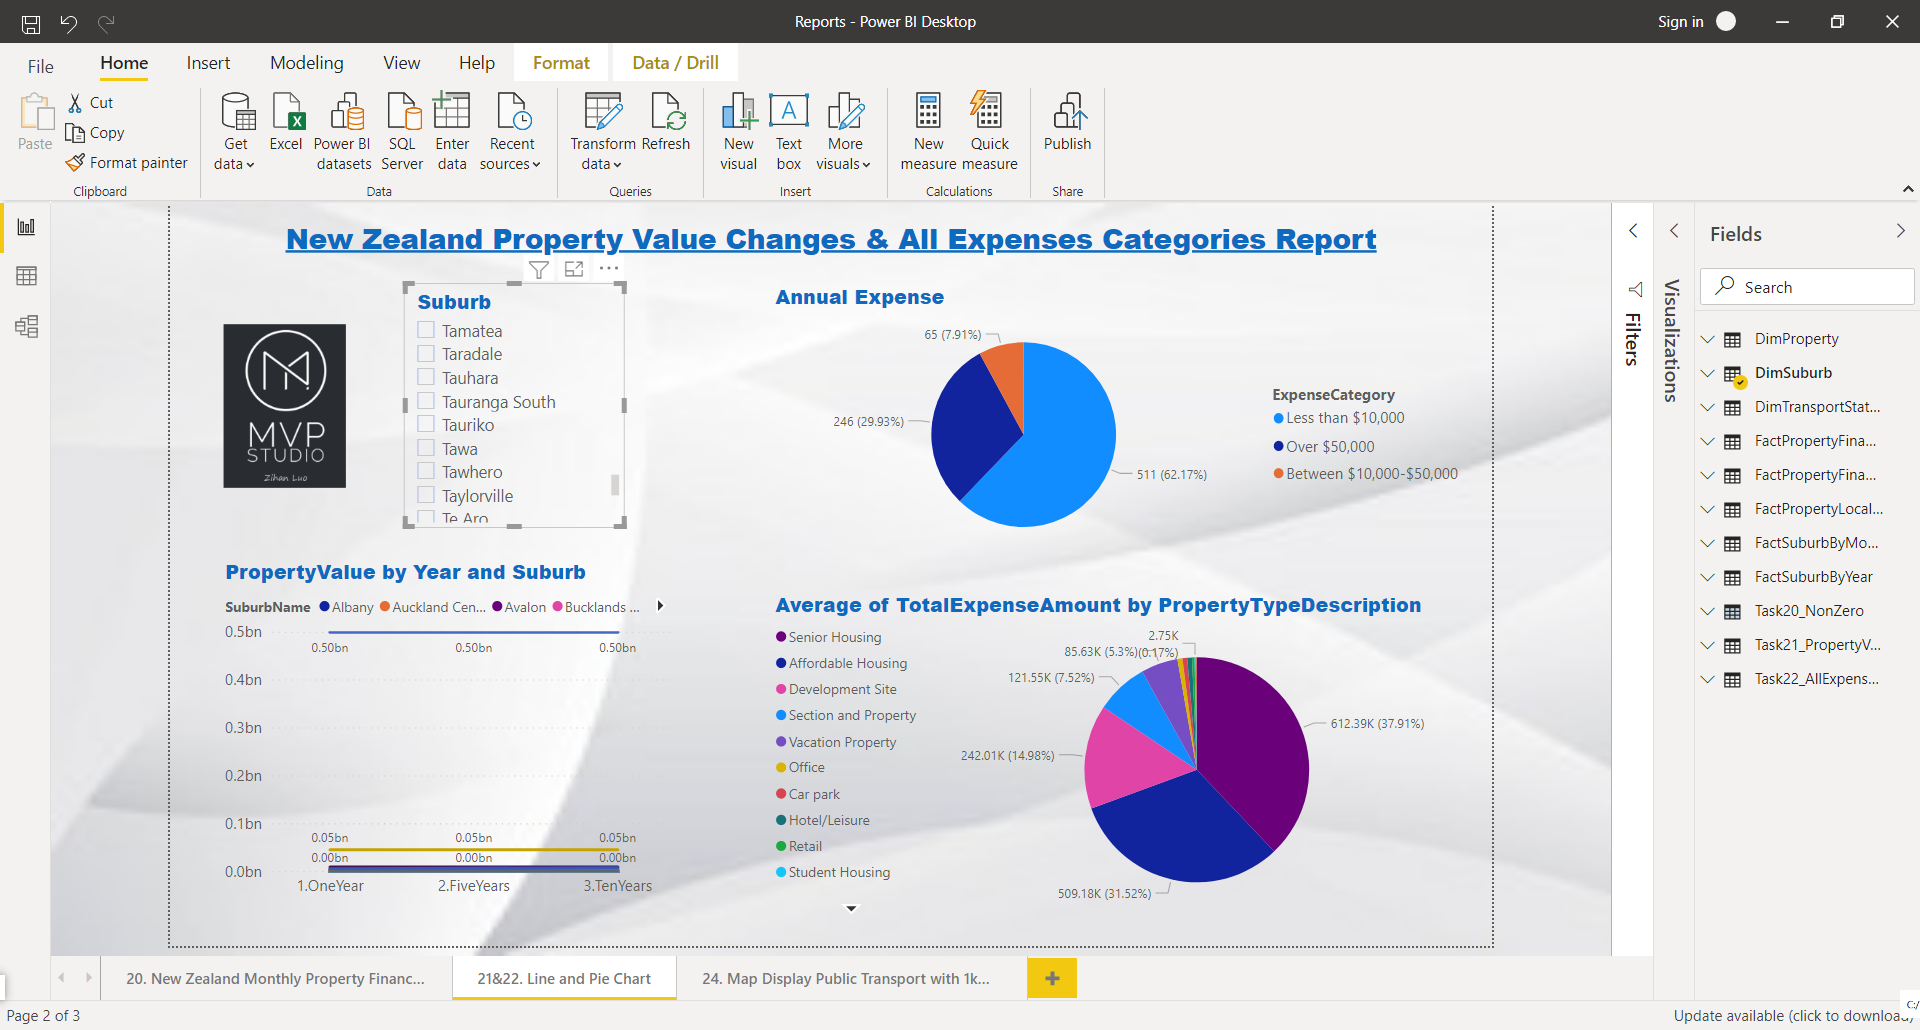 Reports - Power BI Desktop
Sign in
File
Home
Insert
Modeling
View
Help
Format
Data / Drill
Paste
Cut
Copy
Format painter
Clipboard
Get data
Excel
Power BI datasets
SQL Server
Enter data
Recent sources
Data
Transform data
Refresh
Queries
New visual
Text box
More visuals
Insert
New measure
Quick measure
Calculations
Publish
Share
New Zealand Property Value Changes & All Expenses Categories Report
MVP
STUDIO
Zihan Luo
Suburb
Tamatea
Taradale
Tauhara
Tauranga South
Tauriko
Tawa
Tawhero
Taylorville
Te Aro
Annual Expense
65 (7.91%)
246 (29.93%)
511 (62.17%)
ExpenseCategory
Less than $10,000
Over $50,000
Between $10,000-$50,000
PropertyValue by Year and Suburb
SuburbName Albany Auckland Cen... Avalon Bucklands ...
0.5bn
0.50bn 0.50bn 0.50bn
0.4bn
0.3bn
0.2bn
0.1bn
0.05bn 0.05bn 0.05bn
0.00bn 0.00bn 0.00bn
0.0bn
1.OneYear 2.FiveYears 3.TenYears
Average of TotalExpenseAmount by PropertyTypeDescription
Senior Housing
Affordable Housing
Development Site
Section and Property
Vacation Property
Office
Car park
Hotel/Leisure
Retail
Student Housing
2.75K
(0.17%)
85.63K (5.3%)
121.55K (7.52%)
242.01K (14.98%)
509.18K (31.52%)
612.39K (37.91%)
Filters
Visualizations
Fields
Search
DimProperty
DimSuburb
DimTransportStat...
FactPropertyFina...
FactPropertyFina...
FactPropertyLocal...
FactSuburbByMo...
FactSuburbByYear
Task20_NonZero
Task21_PropertyV...
Task22_AllExpens...
20. New Zealand Monthly Property Financ...
21&22. Line and Pie Chart
24. Map Display Public Transport with 1k...
Page 2 of 3
Update available (click to download)
C:/